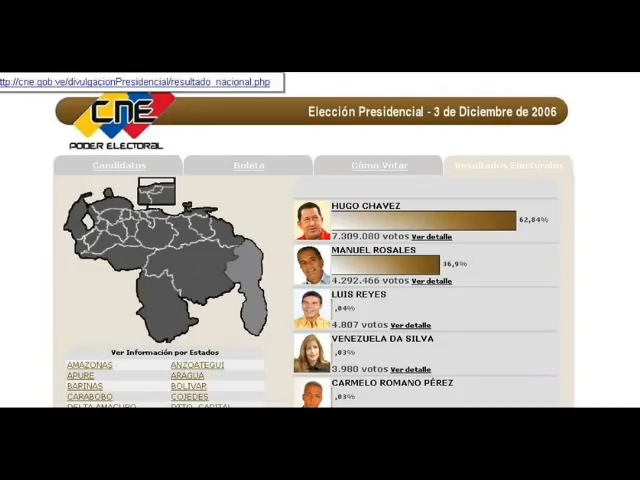 http://cne.gob.ve/divulgacionPresidencial/resultado_nacional.php
CNE
PODER ELECTORAL
Elección Presidencial - 3 de Diciembre de 2006
Candidatos Boleta Cómo Votar Resultados Electorales
HUGO CHAVEZ
62,84%
7.309.080 votos Ver detalle
MANUEL ROSALES
36,9%
4.292.466 votos Ver detalle
LUIS REYES
,04%
4.807 votos Ver detalle
VENEZUELA DA SILVA
,03%
3.980 votos Ver detalle
CARMELO ROMANO PÉREZ
,03%
Ver Información por Estados
AMAZONAS ANZOATEGUI
APURE ARAGUA
BARINAS BOLIVAR
CARABOBO COJEDES
DELTA AMACURO DTTO. CAPITAL